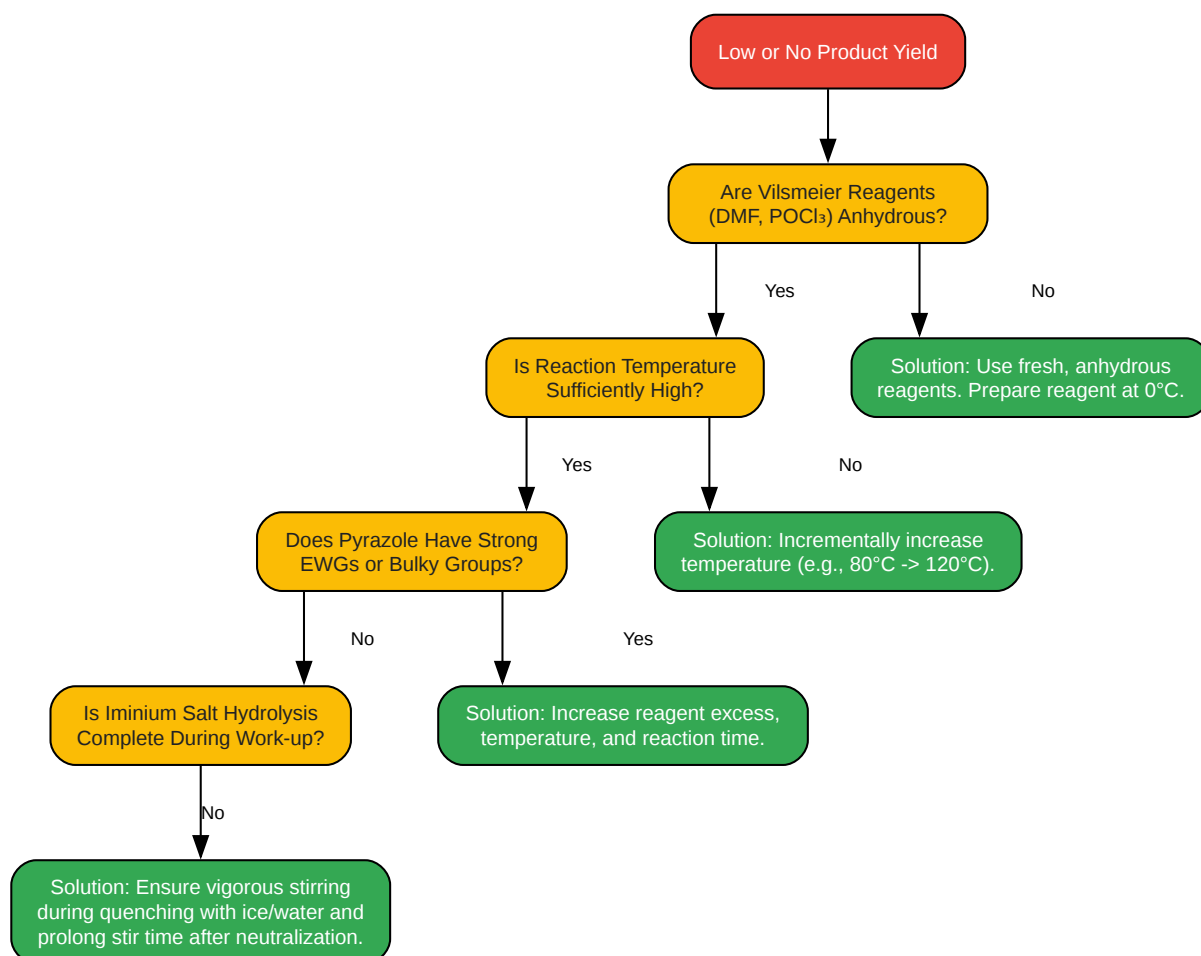 Low or No Product Yield
Are Vilsmeier Reagents
(DMF, POCl₃) Anhydrous?
Yes
No
Is Reaction Temperature
Sufficiently High?
Solution: Use fresh, anhydrous
reagents. Prepare reagent at 0°C.
Yes
No
Does Pyrazole Have Strong
EWGs or Bulky Groups?
Solution: Incrementally increase
temperature (e.g., 80°C -> 120°C).
No
Yes
Is Iminium Salt Hydrolysis
Complete During Work-up?
Solution: Increase reagent excess,
temperature, and reaction time.
No
Solution: Ensure vigorous stirring
during quenching with ice/water and
prolong stir time after neutralization.